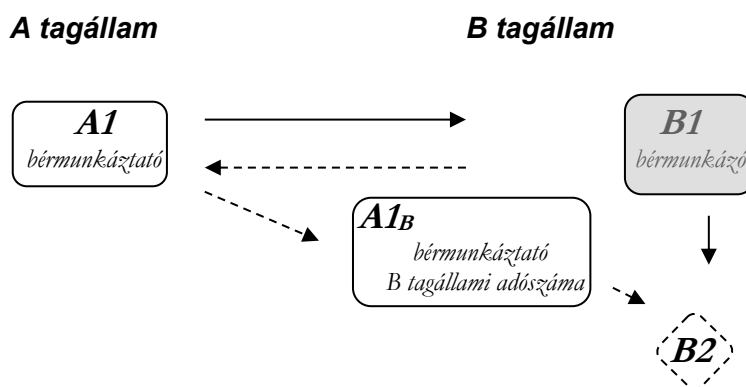 A tagállam
B tagállam
A1
bérmunkáztató
B1
bérmunkázó
A1B
bérmunkáztató
B tagállami adószáma
B2